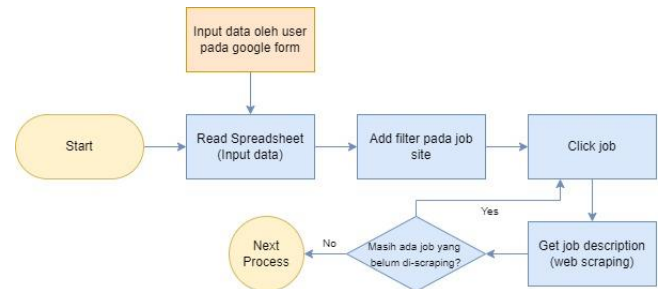 Input data oleh user
pada google form
Start
Read Spreadsheet
(Input data)
Add filter pada job
site
Click job
Yes
Next
Process
No
Masih ada job yang
belum di-scraping?
Get job description
(web scraping)